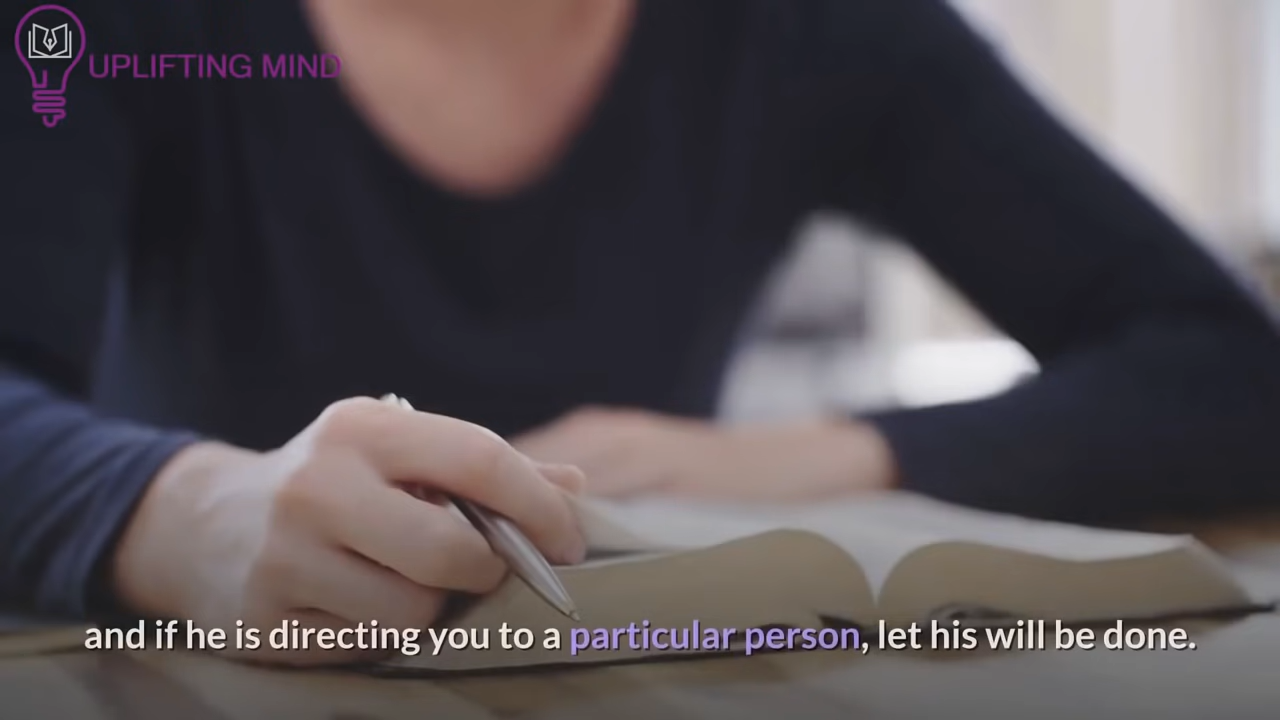 UPLIFTING MIND
and if he is directing you to a particular person, let his will be done.